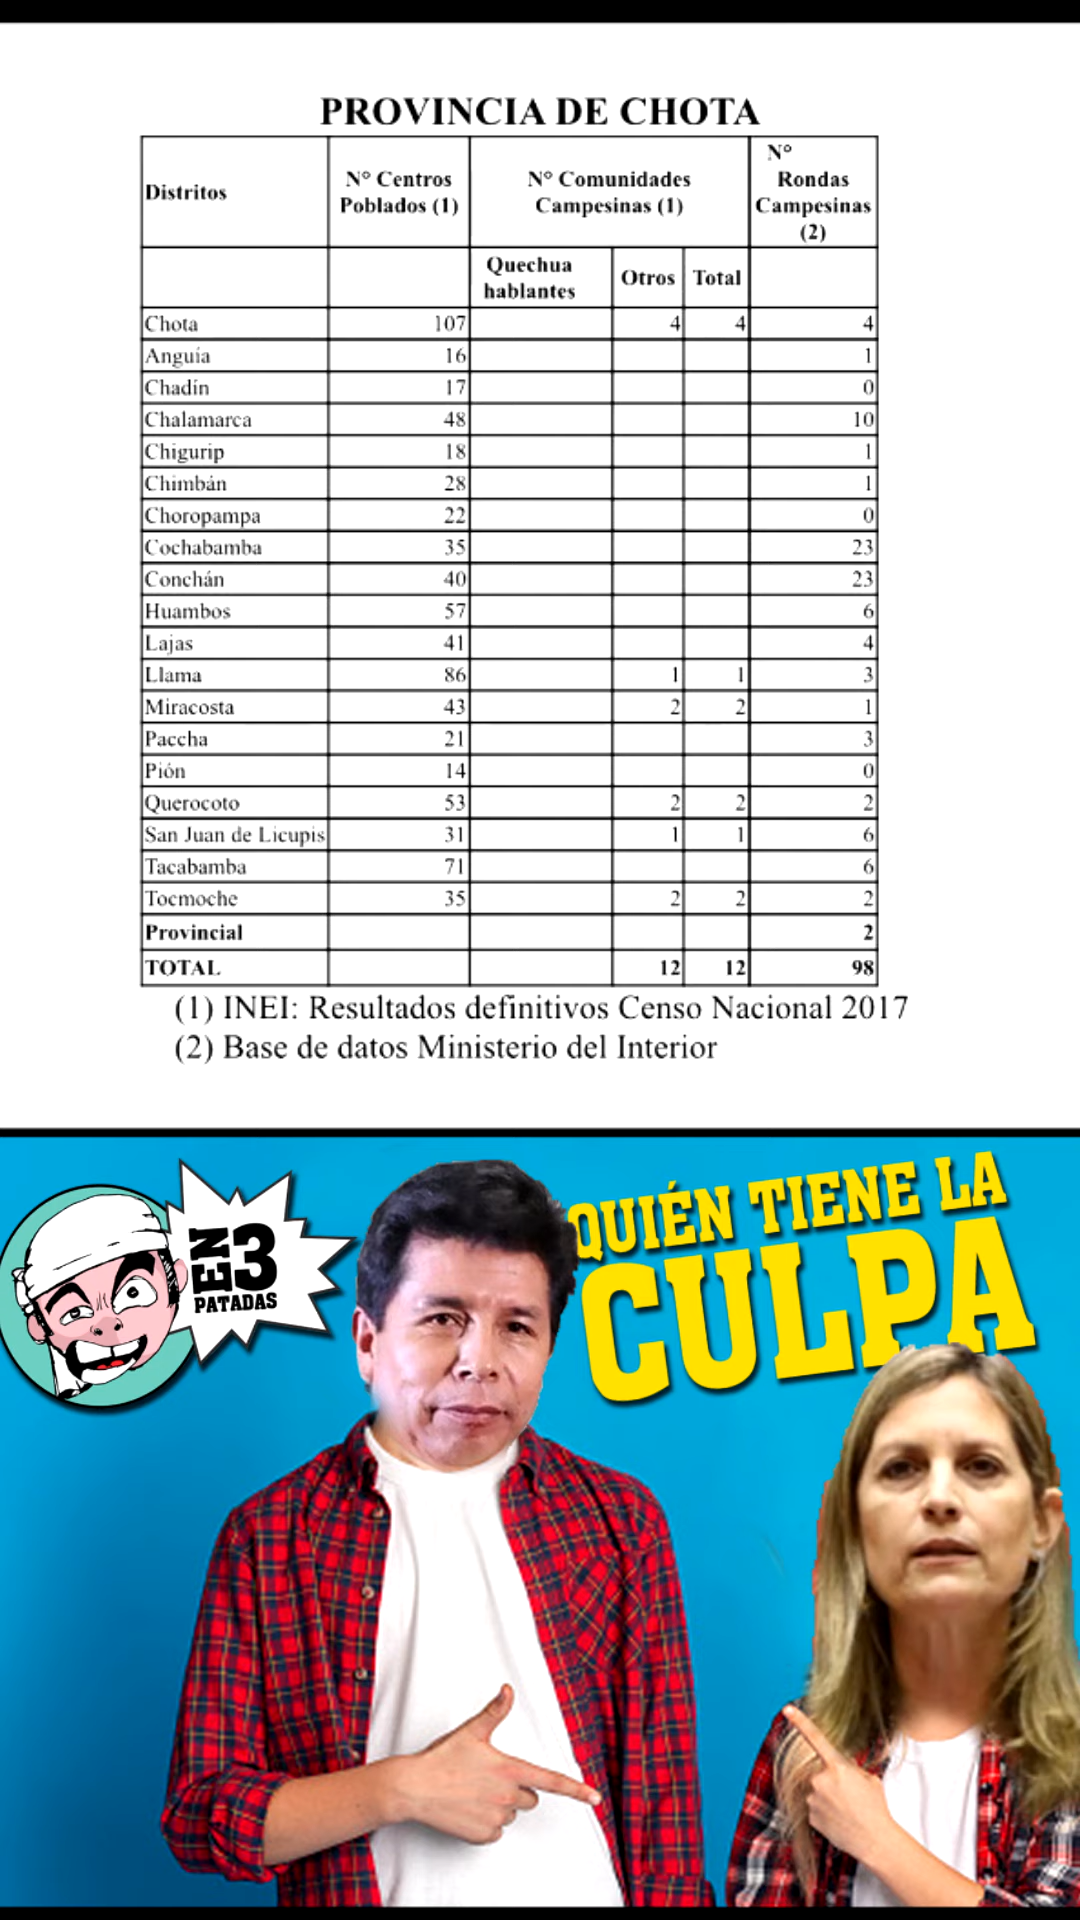 PROVINCIA DE CHOTA
Distritos N° Centros Poblados (1) N° Comunidades Campesinas (1) N° Rondas Campesinas (2)
Quechua hablantes Otros Total
Chota 107 4 4 4
Anguía 16 1
Chadín 17 0
Chalamarca 48 10
Chigurip 18 1
Chimbán 28 1
Choropampa 22 0
Cochabamba 35 23
Conchán 40 23
Huambos 57 6
Lajas 41 4
Llama 86 1 1 3
Miracosta 43 2 2 1
Paccha 21 3
Pión 14 0
Querocoto 53 2 2 2
San Juan de Licupis 31 1 1 6
Tacabamba 71 6
Tocmoche 35 2 2 2
Provincial 2
TOTAL 12 12 98
(1) INEI: Resultados definitivos Censo Nacional 2017
(2) Base de datos Ministerio del Interior
EN 3
PATADAS
QUIÉN TIENE LA
CULPA